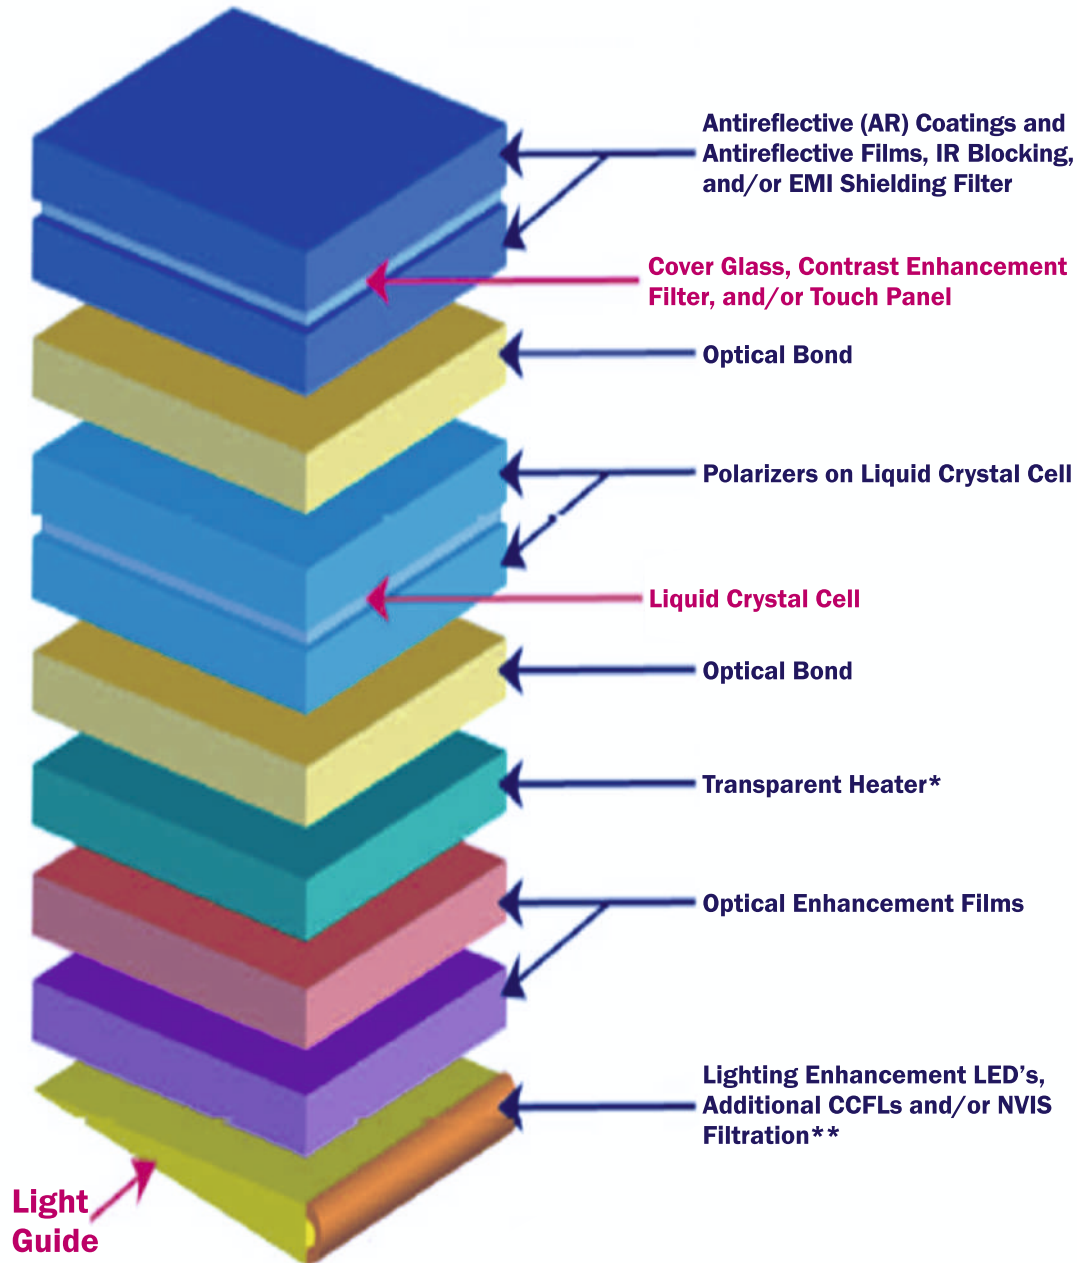 Antireflective (AR) Coatings and
Antireflective Films, IR Blocking,
and/or EMI Shielding Filter
Cover Glass, Contrast Enhancement
Filter, and/or Touch Panel
Optical Bond
Polarizers on Liquid Crystal Cell
Liquid Crystal Cell
Optical Bond
Transparent Heater*
Optical Enhancement Films
Lighting Enhancement LED's,
Additional CCFLs and/or NVIS
Filtration**
Light
Guide